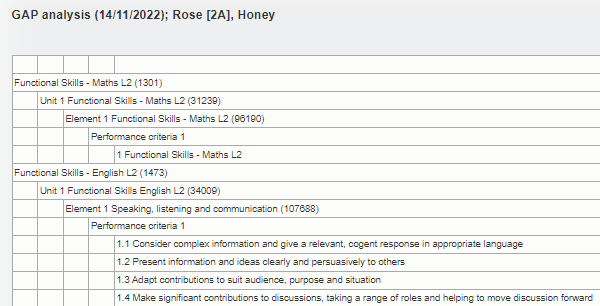 GAP analysis (14/11/2022); Rose [2A], Honey
Functional Skills - Maths L2 (1301)
Unit 1 Functional Skills - Maths L2 (31239)
Element 1 Functional Skills - Maths L2 (96190)
Performance criteria 1
1 Functional Skills - Maths L2
Functional Skills - English L2 (1473)
Unit 1 Functional Skills English L2 (34009)
Element 1 Speaking, listening and communication (107688)
Performance criteria 1
1.1 Consider complex information and give a relevant, cogent response in appropriate language
1.2 Present information and ideas clearly and persuasively to others
1.3 Adapt contributions to suit audience, purpose and situation
1.4 Make significant contributions to discussions, taking a range of roles and helping to move discussion forward